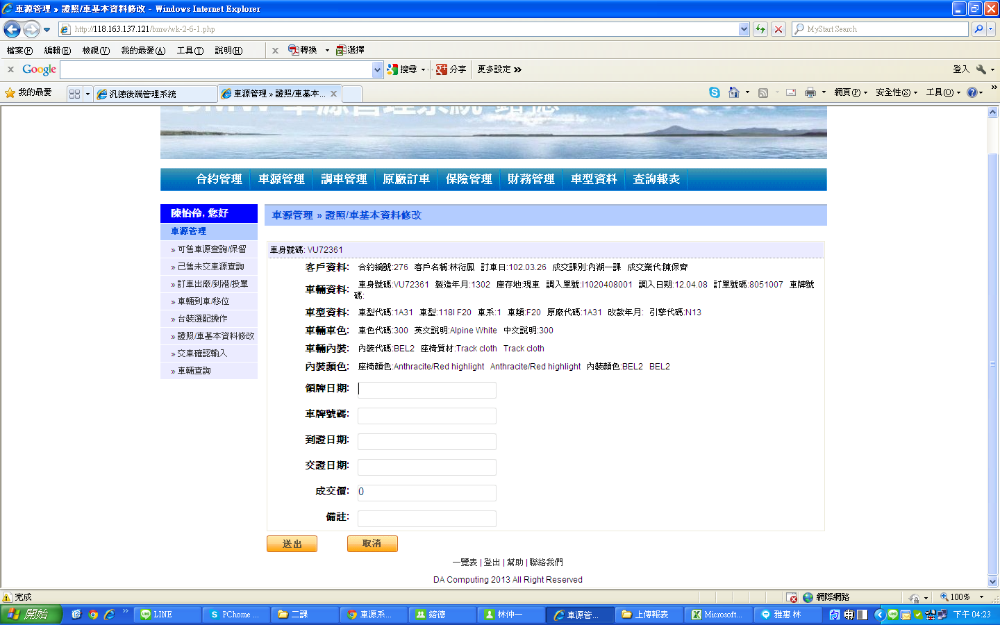 車源管理 » 證照/車基本資料修改 - Windows Internet Explorer
http://118.163.137.121/bmw/wk-2-6-1.php
MyStart Search
檔案(F) 編輯(E) 檢視(V) 我的最愛(A) 工具(T) 說明(H) x 轉換 選擇
x Google 搜尋 分享 更多設定 » 登入
我的最愛 汎德後端管理系統 車源管理 » 證照/車基本... x 網頁(P) 安全性(S) 工具(O) »
BMW 車源管理系統-鎔德
合約管理 車源管理 調車管理 原廠訂車 保險管理 財務管理 車型資料 查詢報表
陳怡伶, 您好
車源管理
» 可售車源查詢/保留
» 己售未交車源查詢
» 訂車出廠/到港/投單
» 車輛到車/移位
» 台裝選配操作
» 證照/車基本資料修改
» 交車確認輸入
» 車輛查詢
車源管理 » 證照/車基本資料修改
車身號碼: VU72361
客戶資料: 合約編號:276 客戶名稱:林衍鳳 訂車日:102.03.26 成交課別:內湖一課 成交業代:陳保齊
車輛資料: 車身號碼:VU72361 製造年月:1302 庫存地:現車 調入單號:I1020408001 調入日期:12.04.08 訂單號碼:8051007 車牌號
碼:
車型資料: 車型代碼:1A31 車型:118I F20 車系:1 車類:F20 原廠代碼:1A31 改款年月: 引擎代碼:N13
車輛車色: 車色代碼:300 英文說明:Alpine White 中文說明:300
車輛內裝: 內裝代碼:BEL2 座椅質材:Track cloth Track cloth
內裝顏色: 座椅顏色:Anthracite/Red highlight Anthracite/Red highlight 內裝顏色:BEL2 BEL2
領牌日期:
車牌號碼:
到證日期:
交證日期:
成交價: 0
備註:
送出 取消
一覽表 | 登出 | 幫助 | 聯絡我們
DA Computing 2013 All Right Reserved
完成 網際網路 100%
開始 » LINE PChome ... 二課 車源系... 鎔德 林仲一 車源管... 上傳報表 Microsoft... 雅惠 林 下午 04:23